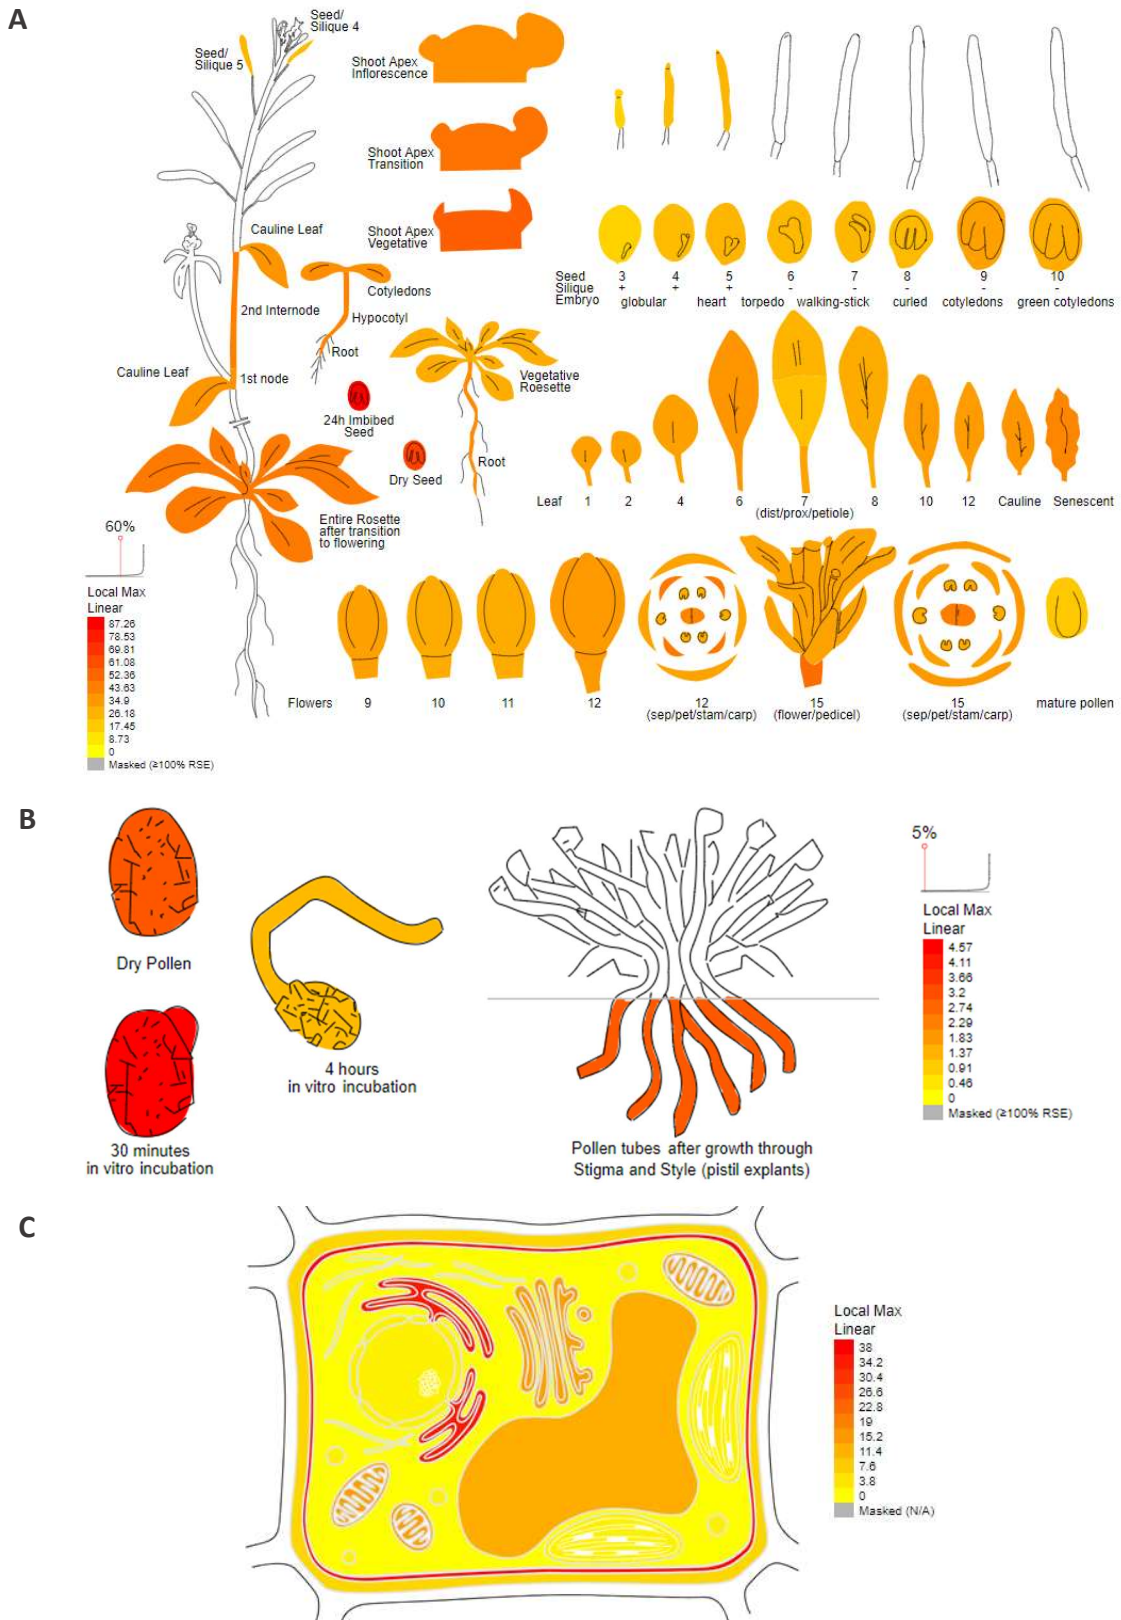 A
Seed/
Silique 4
Seed/
Silique 5
Shoot Apex
Inflorescence
Shoot Apex
Transition
Shoot Apex
Vegetative
Cauline Leaf
Cotyledons
2nd Internode
Hypocotyl
Root
Cauline Leaf
1st node
24h Imbibed
Seed
Dry Seed
Vegetative
Roesette
Root
Entire Rosette
after transition
to flowering
Seed 3 4 5 6 7 8 9 10
Silique + + + - - - - -
Embryo globular heart torpedo walking-stick curled cotyledons green cotyledons
Leaf 1 2 4 6 7 8 10 12 Cauline Senescent
(dist/prox/petiole)
60%
Local Max
Linear
87.26
78.53
69.81
61.08
52.36
43.63
34.9
26.18
17.45
8.73
0
Masked (≥100% RSE)
Flowers 9 10 11 12 12 15 15 mature pollen
(sep/pet/stam/carp) (flower/pedicel) (sep/pet/stam/carp)
B
Dry Pollen
30 minutes
in vitro incubation
4 hours
in vitro incubation
Pollen tubes after growth through
Stigma and Style (pistil explants)
5%
Local Max
Linear
4.57
4.11
3.66
3.2
2.74
2.29
1.83
1.37
0.91
0.46
0
Masked (≥100% RSE)
C
Local Max
Linear
38
34.2
30.4
26.6
22.8
19
15.2
11.4
7.6
3.8
0
Masked (N/A)